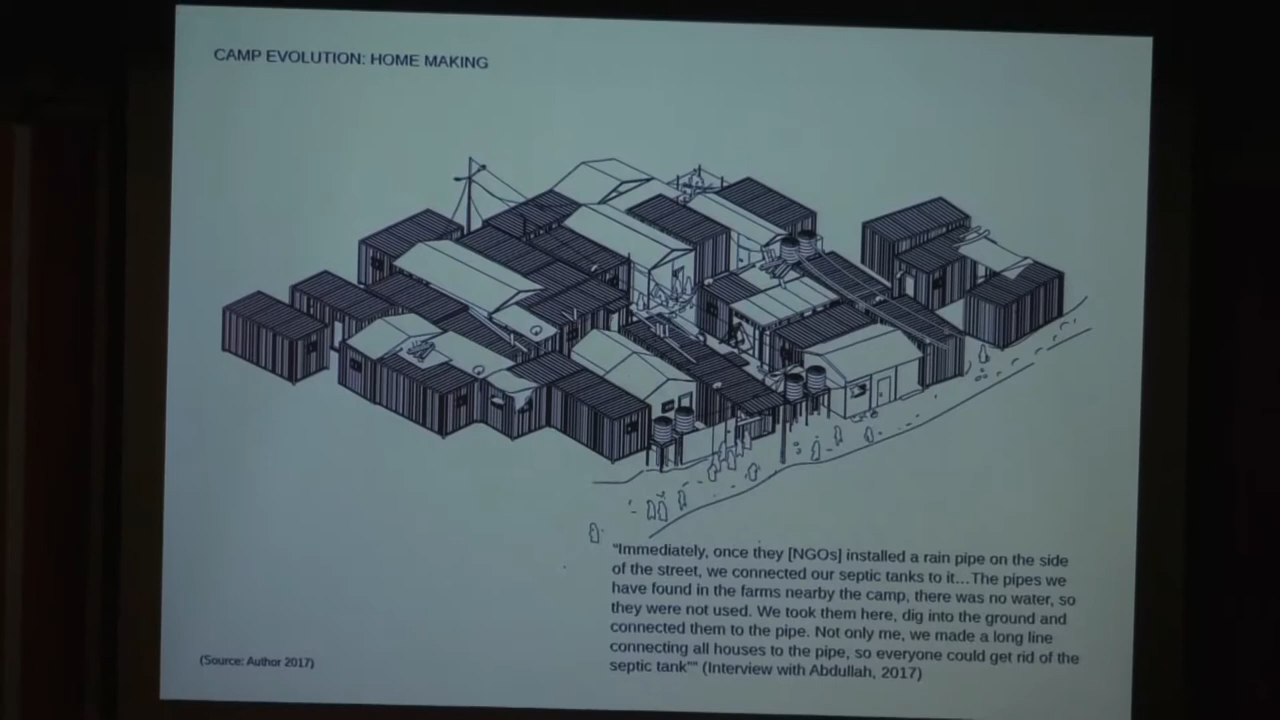 CAMP EVOLUTION: HOME MAKING
“Immediately, once they [NGOs] installed a rain pipe on the side
of the street, we connected our septic tanks to it…The pipes we
have found in the farms nearby the camp, there was no water, so
they were not used. We took them here, dig into the ground and
connected them to the pipe. Not only me, we made a long line
connecting all houses to the pipe, so everyone could get rid of the
septic tank”" (Interview with Abdullah, 2017)
(Source: Author 2017)